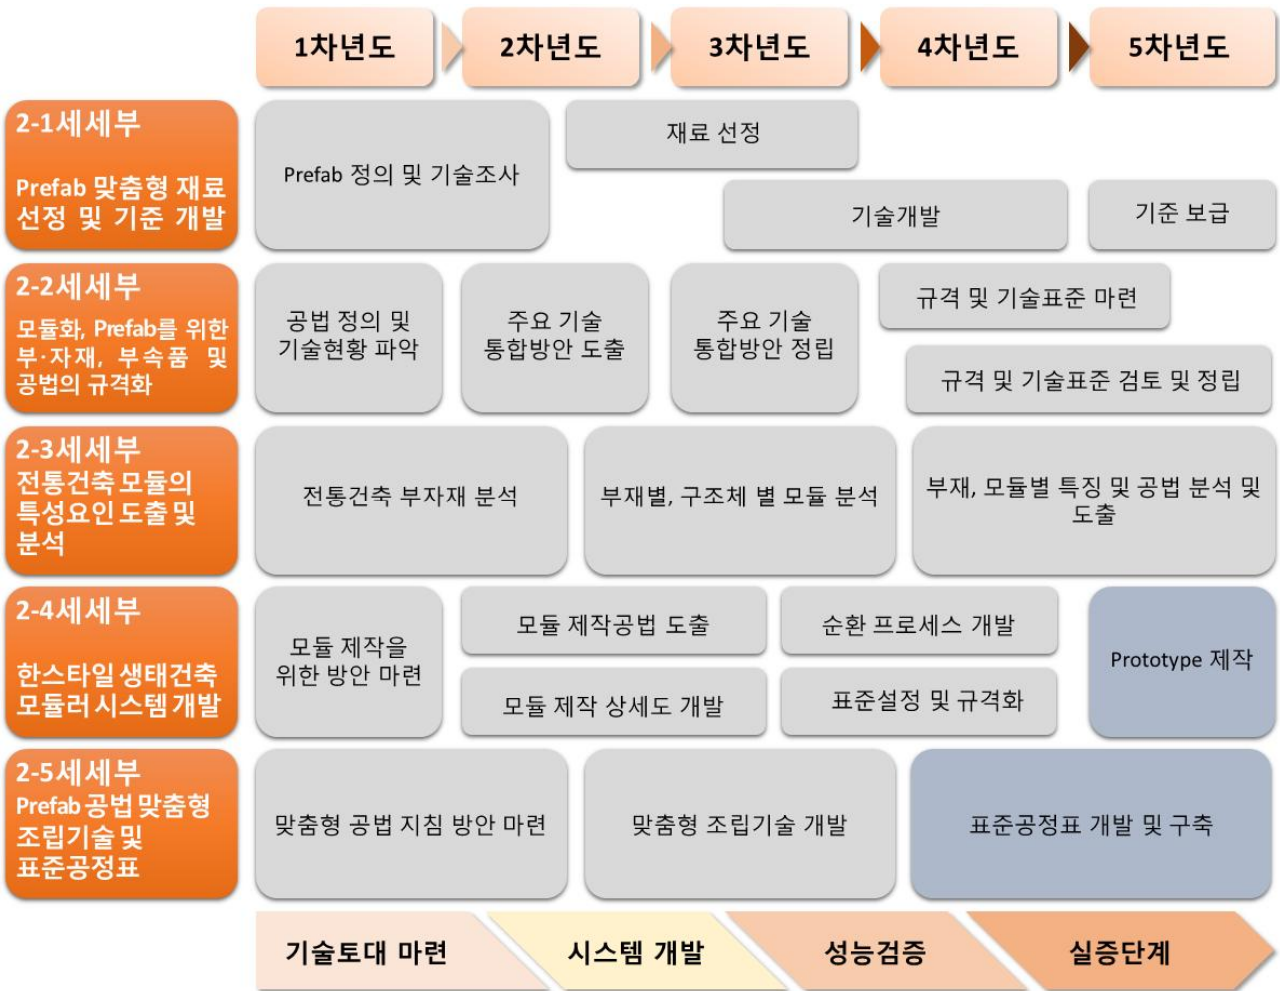 1차년도
2차년도
3차년도
4차년도
5차년도
2-1세세부
Prefab 맞춤형 재료
선정 및 기준 개발
Prefab 정의 및 기술조사
재료 선정
기술개발
기준 보급
2-2세세부
모듈화, Prefab를 위한
부·자재, 부속품 및
공법의 규격화
공법 정의 및
기술현황 파악
주요 기술
통합방안 도출
주요 기술
통합방안 정립
규격 및 기술표준 마련
규격 및 기술표준 검토 및 정립
2-3세세부
전통건축 모듈의
특성요인 도출 및
분석
전통건축 부자재 분석
부재별, 구조체 별 모듈 분석
부재, 모듈별 특징 및 공법 분석 및
도출
2-4세세부
한스타일 생태건축
모듈러 시스템 개발
모듈 제작을
위한 방안 마련
모듈 제작공법 도출
모듈 제작 상세도 개발
순환 프로세스 개발
표준설정 및 규격화
Prototype 제작
2-5세세부
Prefab 공법 맞춤형
조립기술 및
표준공정표
맞춤형 공법 지침 방안 마련
맞춤형 조립기술 개발
표준공정표 개발 및 구축
기술토대 마련
시스템 개발
성능검증
실증단계